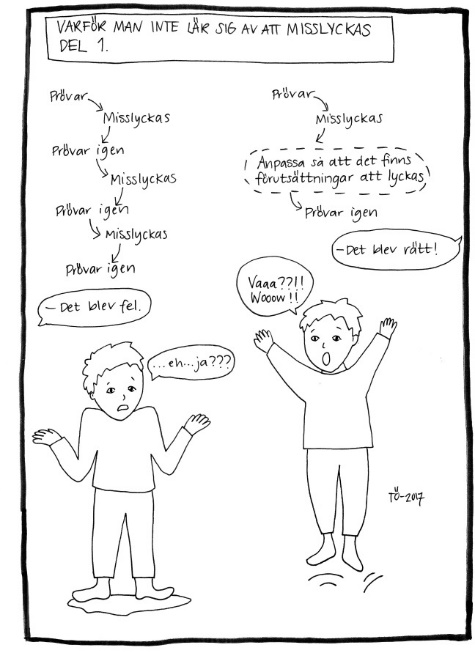 VARFÖR MAN INTE LÄR SIG AV ATT MISSLYCKAS
DEL 1.
Prövar
Misslyckas
Prövar igen
Misslyckas
Prövar igen
Misslyckas
Prövar igen
- Det blev fel.
...eh...ja???
Prövar
Misslyckas
Anpassa så att det finns
förutsättningar att lyckas
Prövar igen
- Det blev rätt!
Vaaa??!!
Wooow!!
TÖ-2017